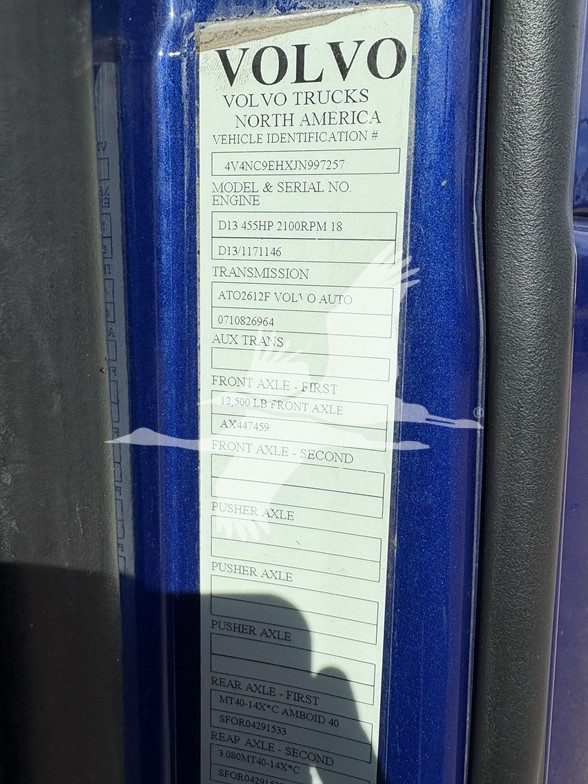 VOLVO
VOLVO TRUCKS
NORTH AMERICA
VEHICLE IDENTIFICATION #
4V4NC9EHXJN997257
MODEL & SERIAL NO.
ENGINE
D13 455HP 2100RPM 18
D13/1171146
TRANSMISSION
ATO2612F VOLVO AUTO
0710826964
AUX TRANS
FRONT AXLE - FIRST
12,500 LB FRONT AXLE
AX447459
FRONT AXLE - SECOND
PUSHER AXLE
PUSHER AXLE
PUSHER AXLE
REAR AXLE - FIRST
MT40-14X*C AMBOID 40
SFOR04291533
REAR AXLE - SECOND
3.080MT40-14X*C
®